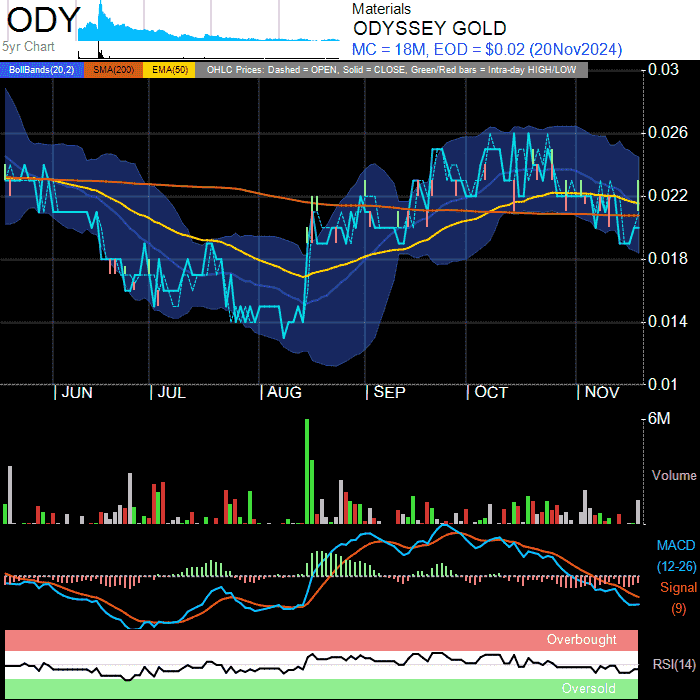 ODY
5yr Chart
Materials
ODYSSEY GOLD
MC = 18M, EOD = $0.02 (20Nov2024)
BollBands(20,2) SMA(200) EMA(50) OHLC Prices: Dashed = OPEN, Solid = CLOSE, Green/Red bars = Intra-day HIGH/LOW
0.03
0.026
0.022
0.018
0.014
0.01
JUN JUL AUG SEP OCT NOV
6M
Volume
MACD
(12-26)
Signal
(9)
Overbought
RSI(14)
Oversold